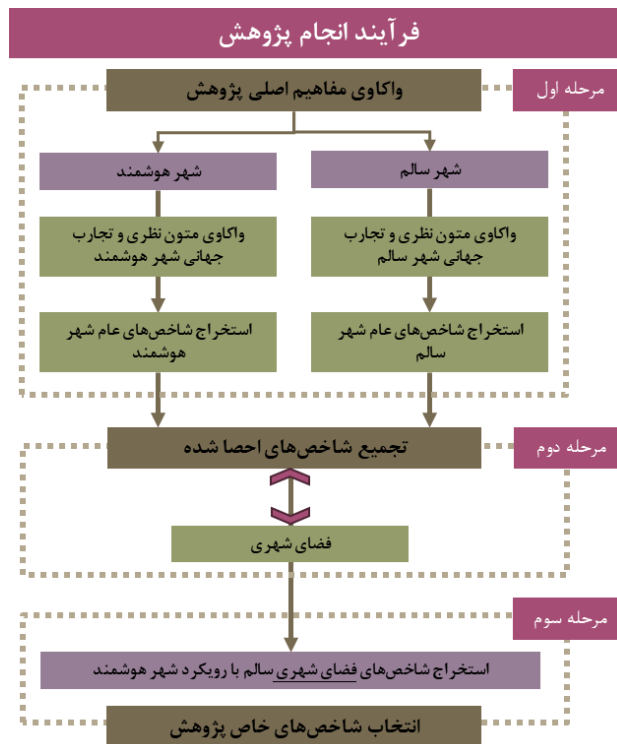 فرآیند انجام پژوهش
مرحله اول
واکاوی مفاهیم اصلی پژوهش
شهر سالم
شهر هوشمند
واکاوی متون نظری و تجارب
جهانی شهر سالم
واکاوی متون نظری و تجارب
جهانی شهر هوشمند
استخراج شاخص‌های عام شهر
سالم
استخراج شاخص‌های عام شهر
هوشمند
مرحله دوم
تجمیع شاخص‌های احصا شده
فضای شهری
مرحله سوم
استخراج شاخص‌های فضای شهری سالم با رویکرد شهر هوشمند
انتخاب شاخص‌های خاص پژوهش